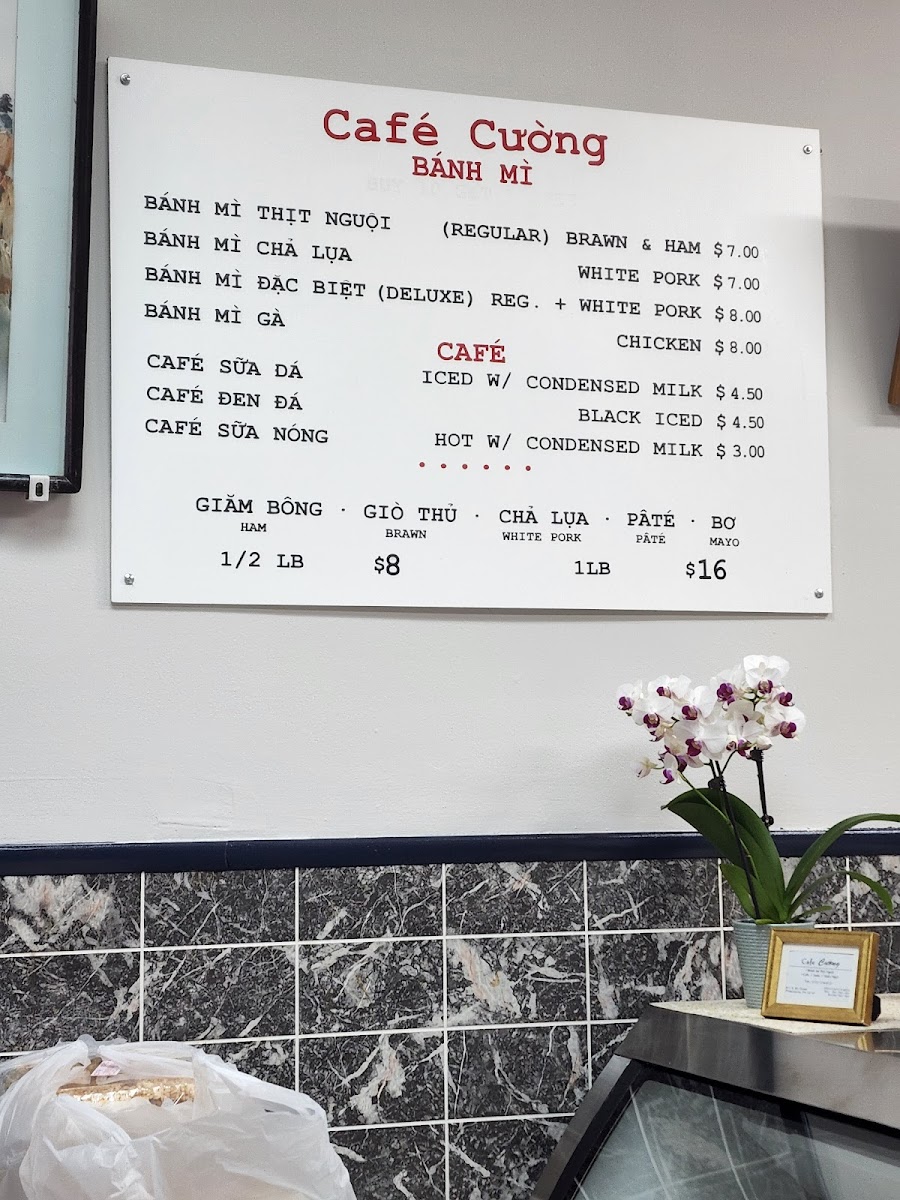 Café Cường
BÁNH MÌ
BÁNH MÌ THỊT NGUỘI (REGULAR) BRAWN & HAM $7.00
BÁNH MÌ CHẢ LỤA WHITE PORK $7.00
BÁNH MÌ ĐẶC BIỆT (DELUXE) REG. + WHITE PORK $8.00
BÁNH MÌ GÀ CHICKEN $8.00
CAFÉ
CAFÉ SỮA ĐÁ ICED W/ CONDENSED MILK $4.50
CAFÉ ĐEN ĐÁ BLACK ICED $4.50
CAFÉ SỮA NÓNG HOT W/ CONDENSED MILK $3.00
GIĂM BÔNG · GIÒ THỦ · CHẢ LỤA · PÂTÉ · BƠ
HAM BRAWN WHITE PORK PÂTÉ MAYO
1/2 LB $8 1LB $16
Cafe Cường